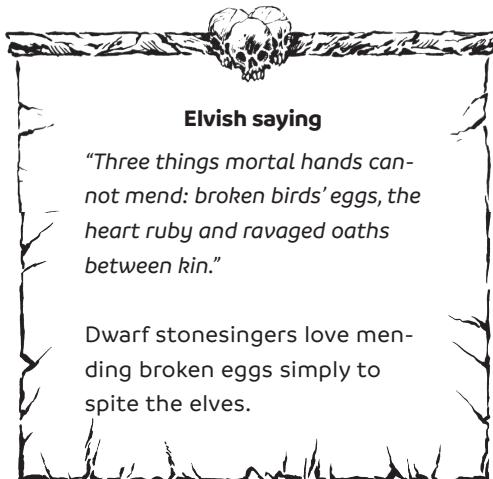 Elvish saying
“Three things mortal hands can-
not mend: broken birds’ eggs, the
heart ruby and ravaged oaths
between kin.”
Dwarf stonesingers love men-
ding broken eggs simply to
spite the elves.